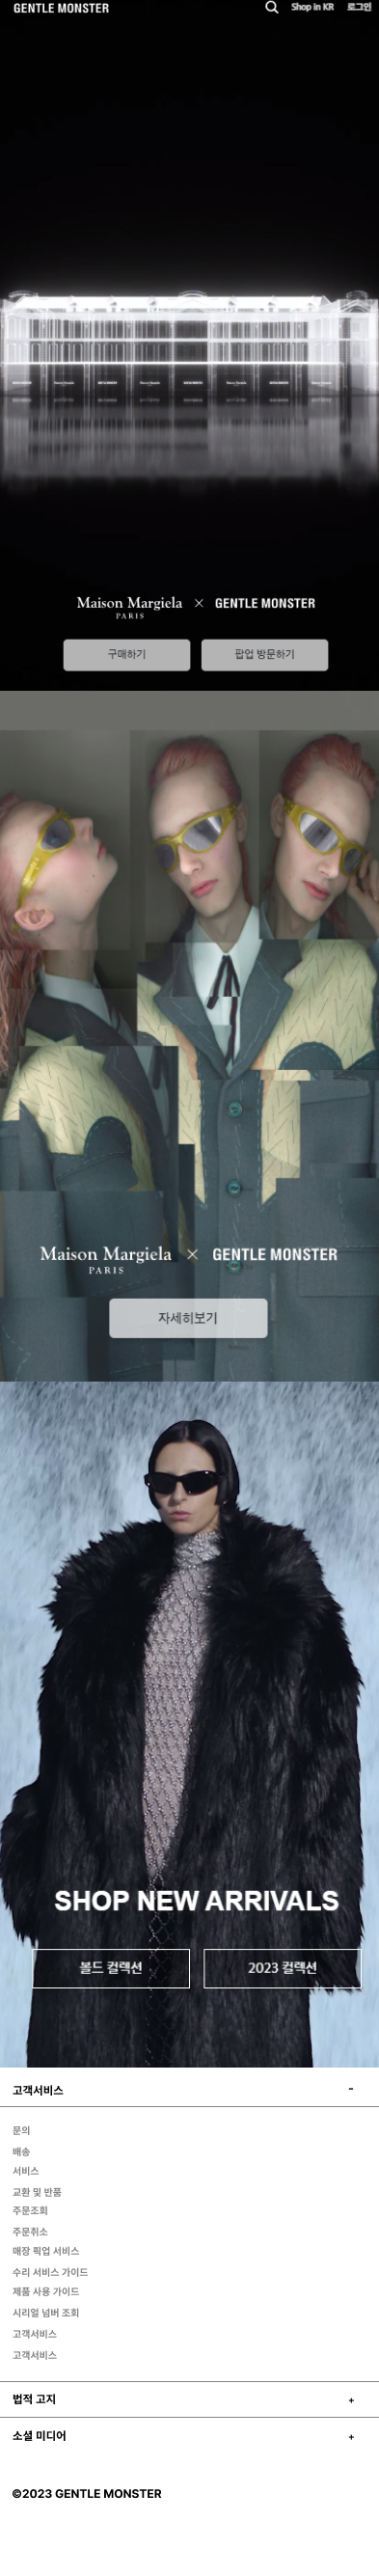 GENTLE MONSTER Shop in KR 로그인
Maison Margiela PARIS × GENTLE MONSTER
구매하기 팝업 방문하기
Maison Margiela PARIS × GENTLE MONSTER
자세히보기
SHOP NEW ARRIVALS
볼드 컬렉션 2023 컬렉션
고객서비스 -
문의
배송
서비스
교환 및 반품
주문조회
주문취소
매장 픽업 서비스
수리 서비스 가이드
제품 사용 가이드
시리얼 넘버 조회
고객서비스
고객서비스
법적 고지 +
소셜 미디어 +
©2023 GENTLE MONSTER